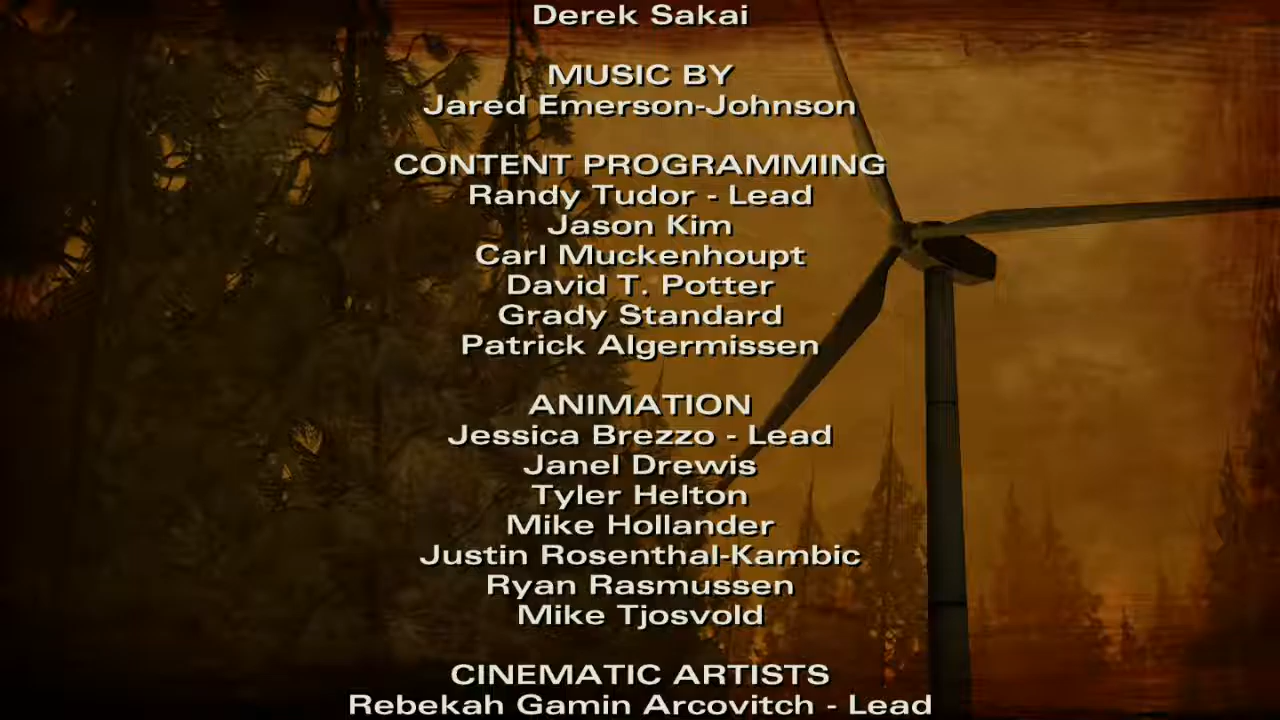 Derek Sakai
MUSIC BY
Jared Emerson-Johnson
CONTENT PROGRAMMING
Randy Tudor - Lead
Jason Kim
Carl Muckenhoupt
David T. Potter
Grady Standard
Patrick Algermissen
ANIMATION
Jessica Brezzo - Lead
Janel Drewis
Tyler Helton
Mike Hollander
Justin Rosenthal-Kambic
Ryan Rasmussen
Mike Tjosvold
CINEMATIC ARTISTS
Rebekah Gamin Arcovitch - Lead